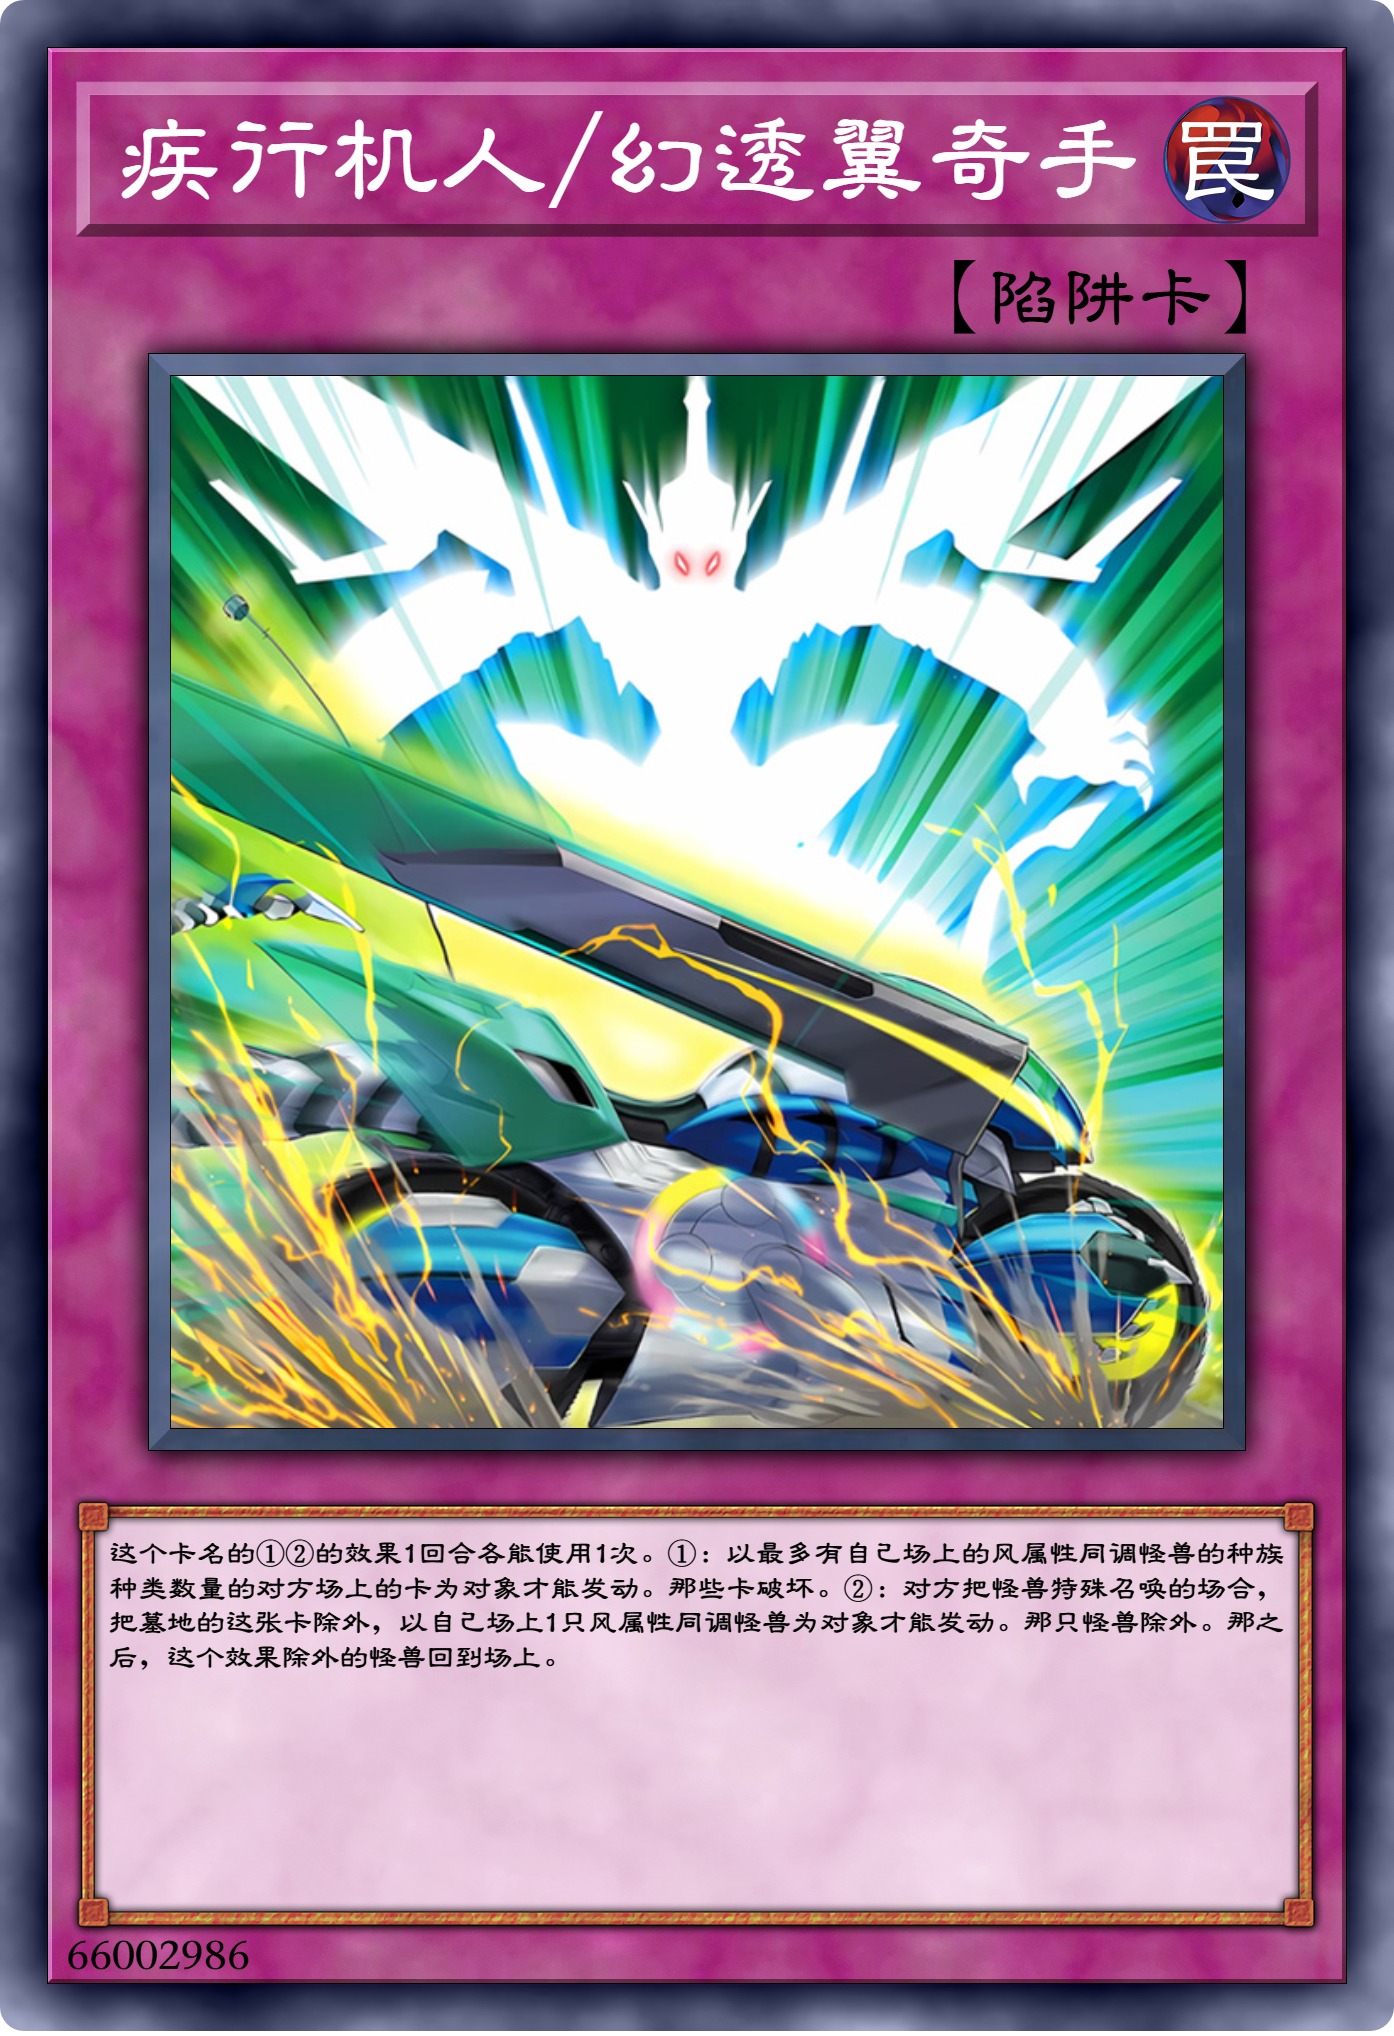 疾行机人/幻透翼奇手 罠
【陷阱卡】
这个卡名的①②的效果1回合各能使用1次。①：以最多有自己场上的风属性同调怪兽的种族
种类数量的对方场上的卡为对象才能发动。那些卡破坏。②：对方把怪兽特殊召唤的场合，
把墓地的这张卡除外，以自己场上1只风属性同调怪兽为对象才能发动。那只怪兽除外。那之
后，这个效果除外的怪兽回到场上。
66002986